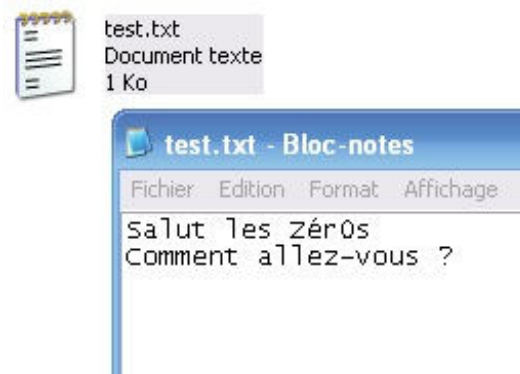 test.txt
Document texte
1 Ko
test.txt - Bloc-notes
Fichier Edition Format Affichage
Salut les Zér0s
Comment allez-vous ?